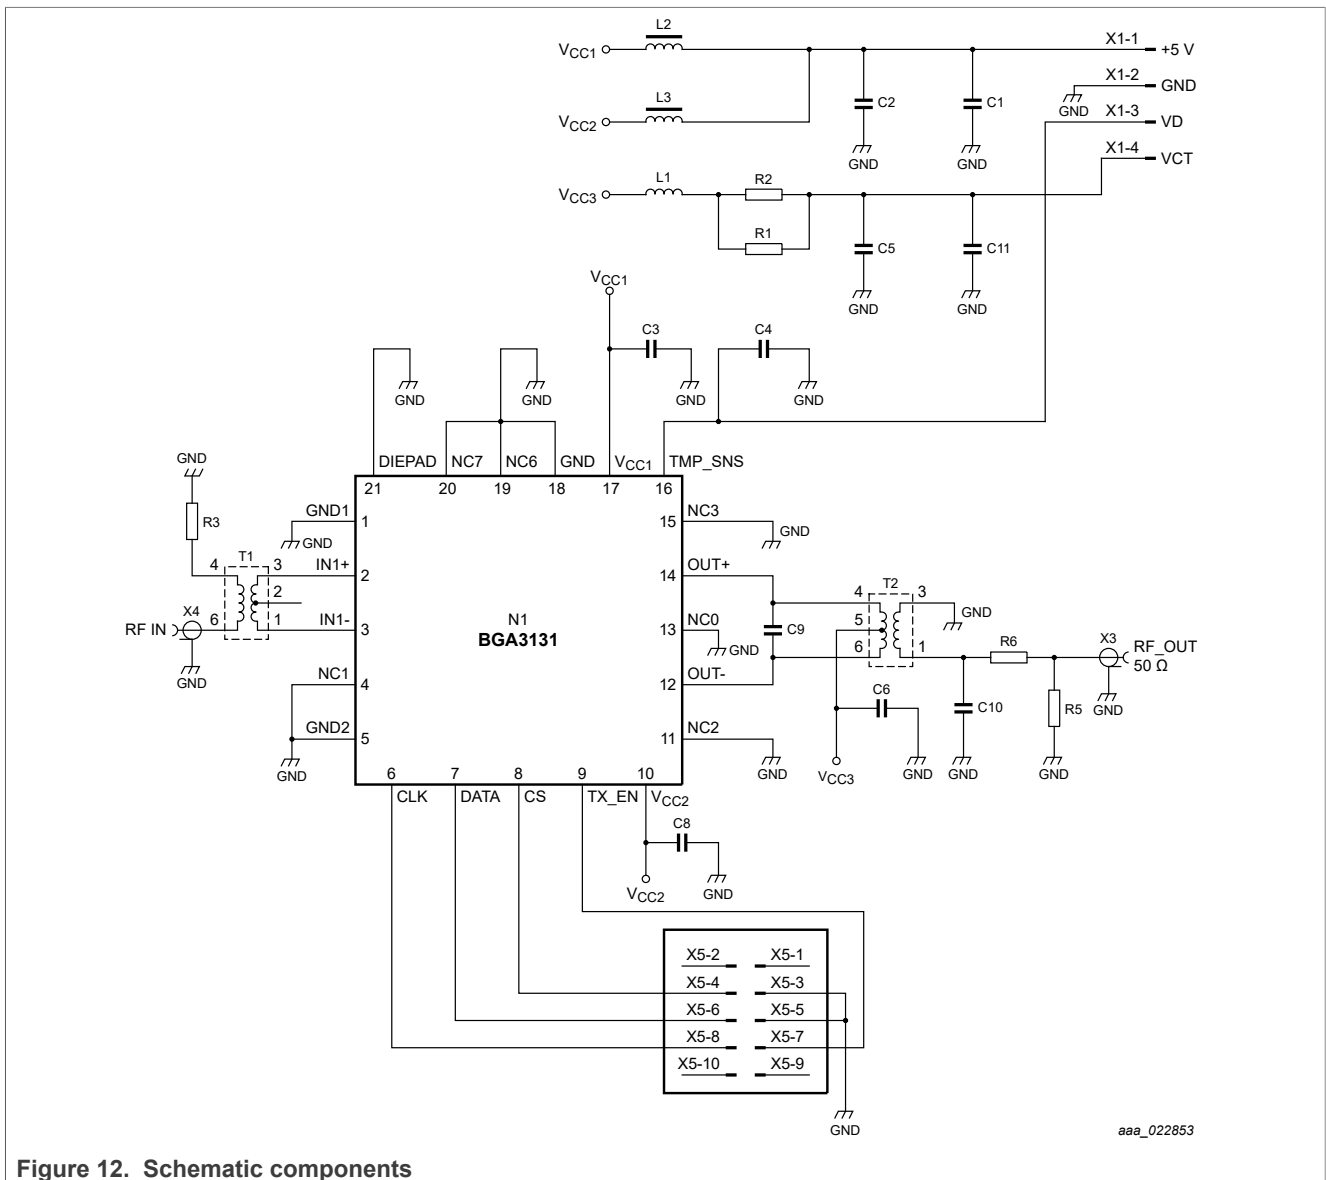 L2
VCC1
X1-1
+5 V
X1-2
GND
GND
L3
C2
C1
VCC2
X1-3
VD
GND
GND
X1-4
VCT
L1
R2
VCC3
R1
C5
C11
VCC1
GND
GND
C3
C4
GND
GND
GND
GND
GND
DIEPAD
NC7
NC6
GND
VCC1
TMP_SNS
21
20
19
18
17
16
R3
GND1
1
15
NC3
GND
GND
T1
4
3
IN1+
2
14
OUT+
T2
2
4
3
X4
5
GND
RF IN
6
1
IN1-
3
N1
BGA3131
13
NC0
C9
GND
6
1
R6
X3
RF_OUT
50 Ω
GND
NC1
4
12
OUT-
C6
C10
R5
GND
GND2
5
11
NC2
GND
GND
VCC3
GND
GND
GND
6
7
8
9
10
CLK
DATA
CS
TX_EN
VCC2
C8
VCC2
GND
X5-2
X5-1
X5-4
X5-3
X5-6
X5-5
X5-8
X5-7
X5-10
X5-9
GND
aaa_022853
Figure 12. Schematic components